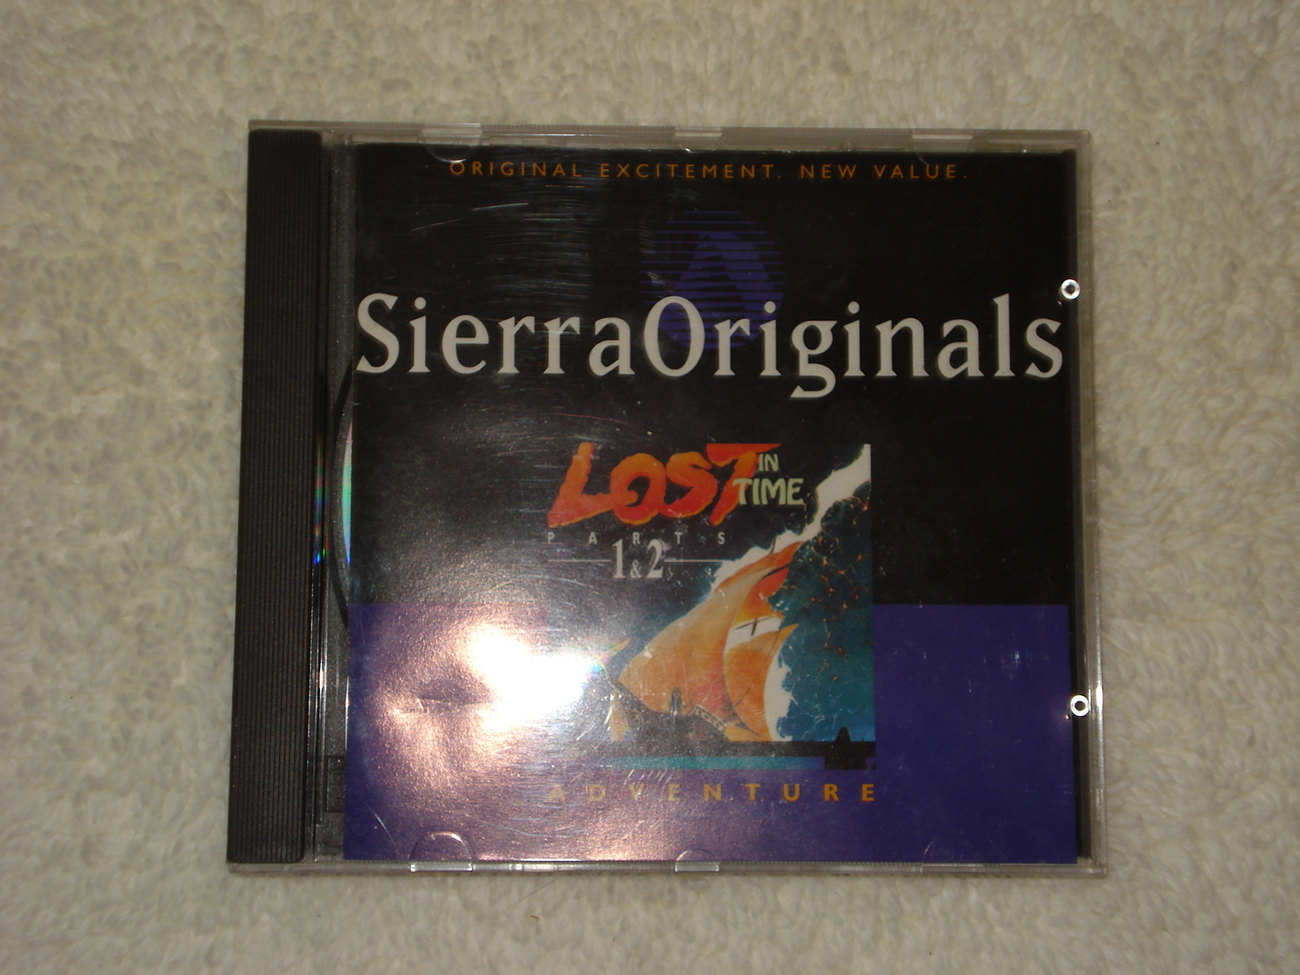 ORIGINAL EXCITEMENT. NEW VALUE.
SierraOriginals
LOST IN TIME
PARTS
1&2
ADVENTURE